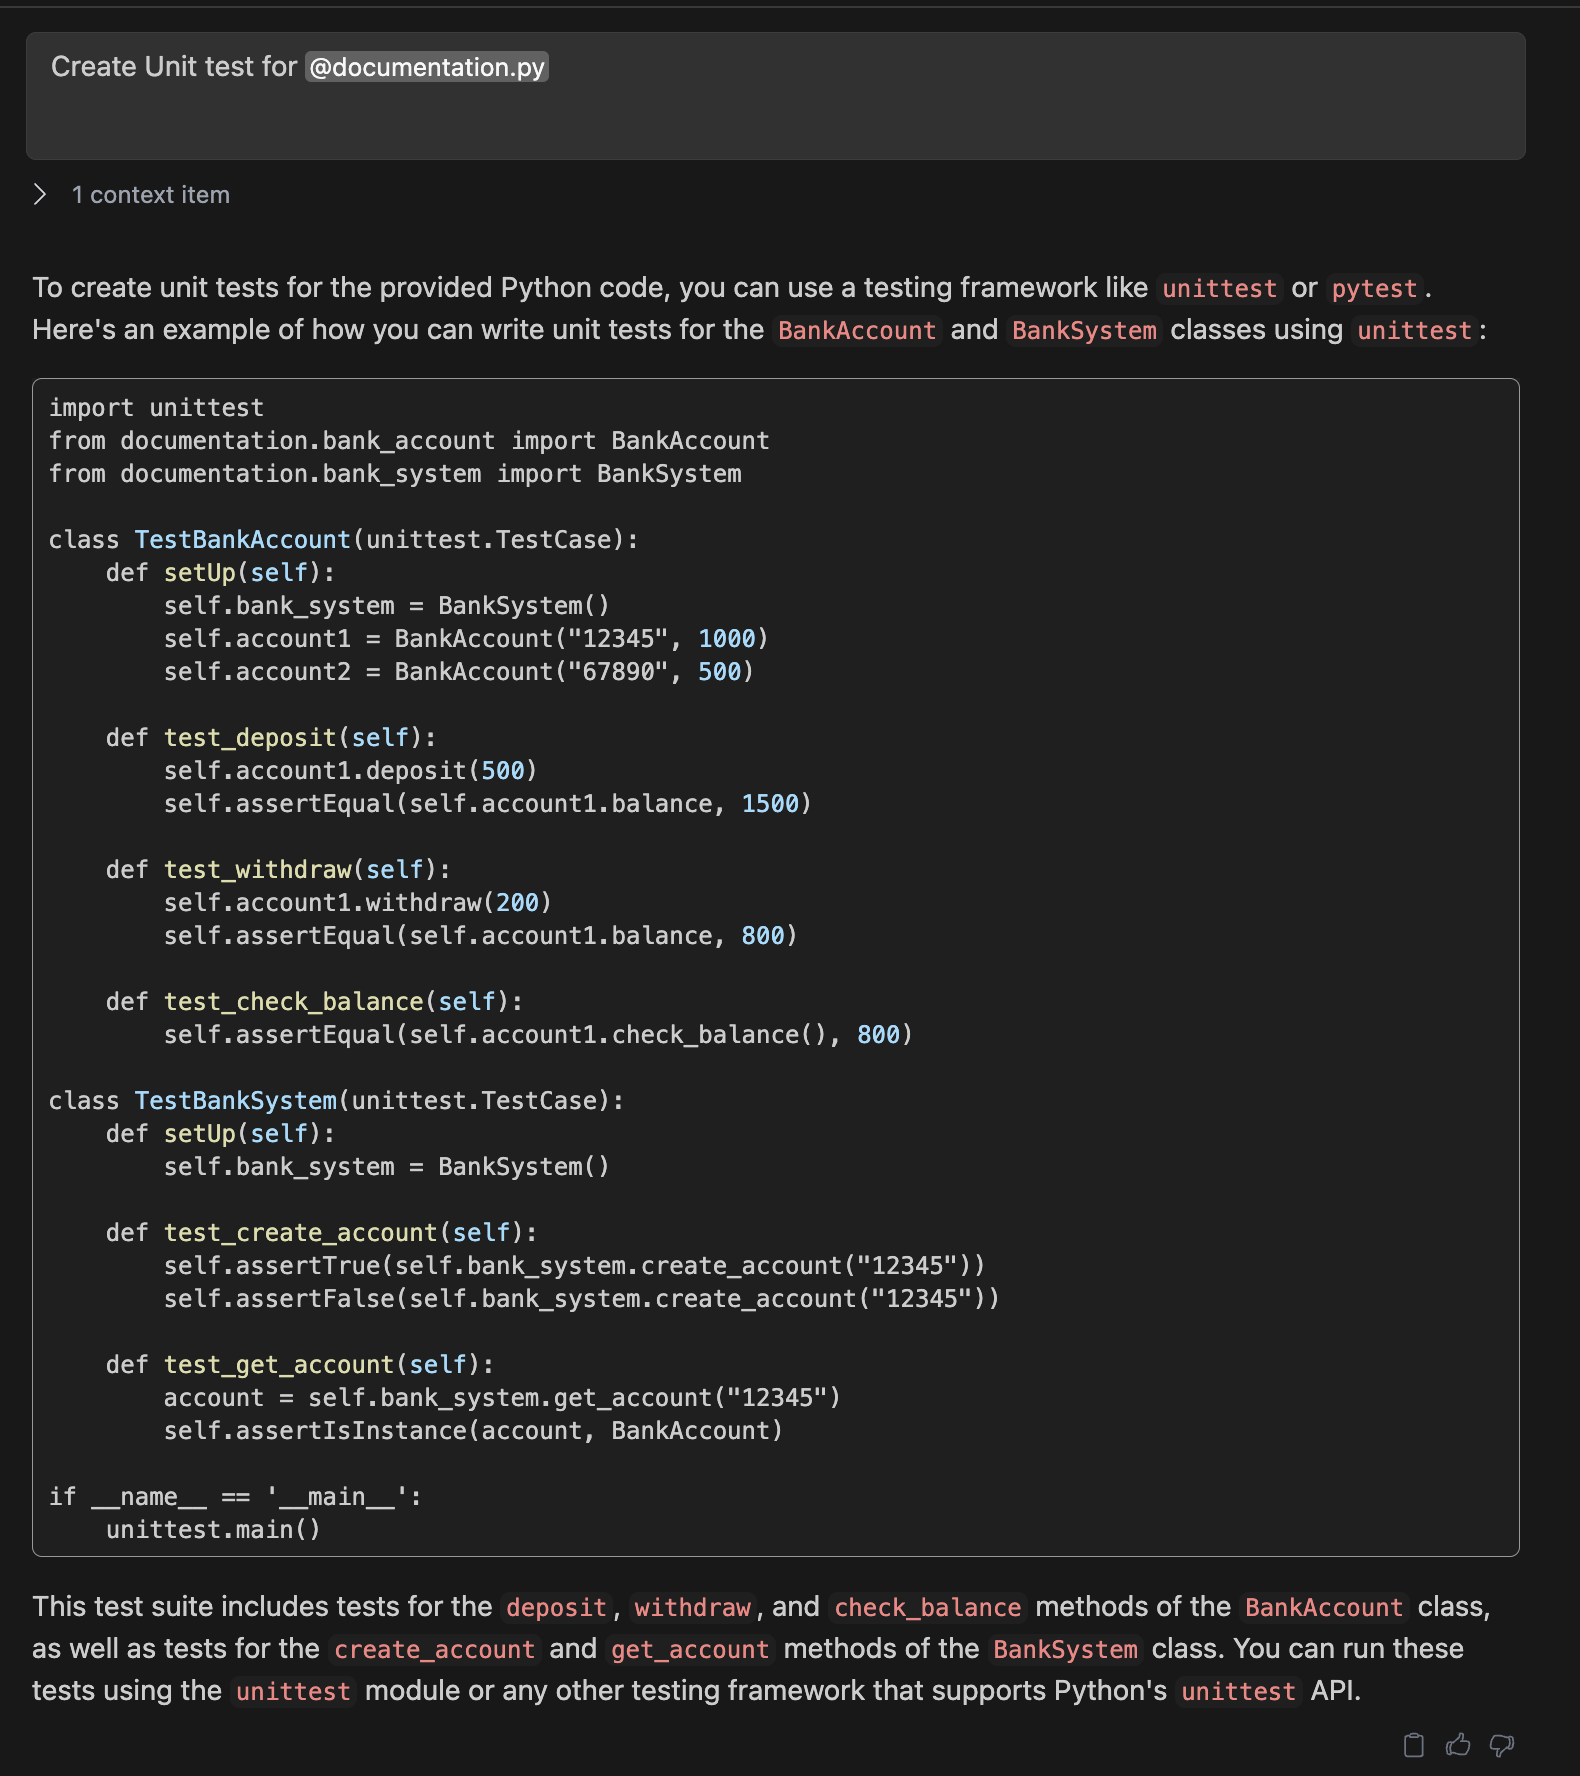 Create Unit test for @documentation.py
1 context item
To create unit tests for the provided Python code, you can use a testing framework like unittest or pytest.
Here's an example of how you can write unit tests for the BankAccount and BankSystem classes using unittest:
import unittest
from documentation.bank_account import BankAccount
from documentation.bank_system import BankSystem

class TestBankAccount(unittest.TestCase):
    def setUp(self):
        self.bank_system = BankSystem()
        self.account1 = BankAccount("12345", 1000)
        self.account2 = BankAccount("67890", 500)

    def test_deposit(self):
        self.account1.deposit(500)
        self.assertEqual(self.account1.balance, 1500)

    def test_withdraw(self):
        self.account1.withdraw(200)
        self.assertEqual(self.account1.balance, 800)

    def test_check_balance(self):
        self.assertEqual(self.account1.check_balance(), 800)

class TestBankSystem(unittest.TestCase):
    def setUp(self):
        self.bank_system = BankSystem()

    def test_create_account(self):
        self.assertTrue(self.bank_system.create_account("12345"))
        self.assertFalse(self.bank_system.create_account("12345"))

    def test_get_account(self):
        account = self.bank_system.get_account("12345")
        self.assertIsInstance(account, BankAccount)

if __name__ == '__main__':
    unittest.main()
This test suite includes tests for the deposit, withdraw, and check_balance methods of the BankAccount class,
as well as tests for the create_account and get_account methods of the BankSystem class. You can run these
tests using the unittest module or any other testing framework that supports Python's unittest API.